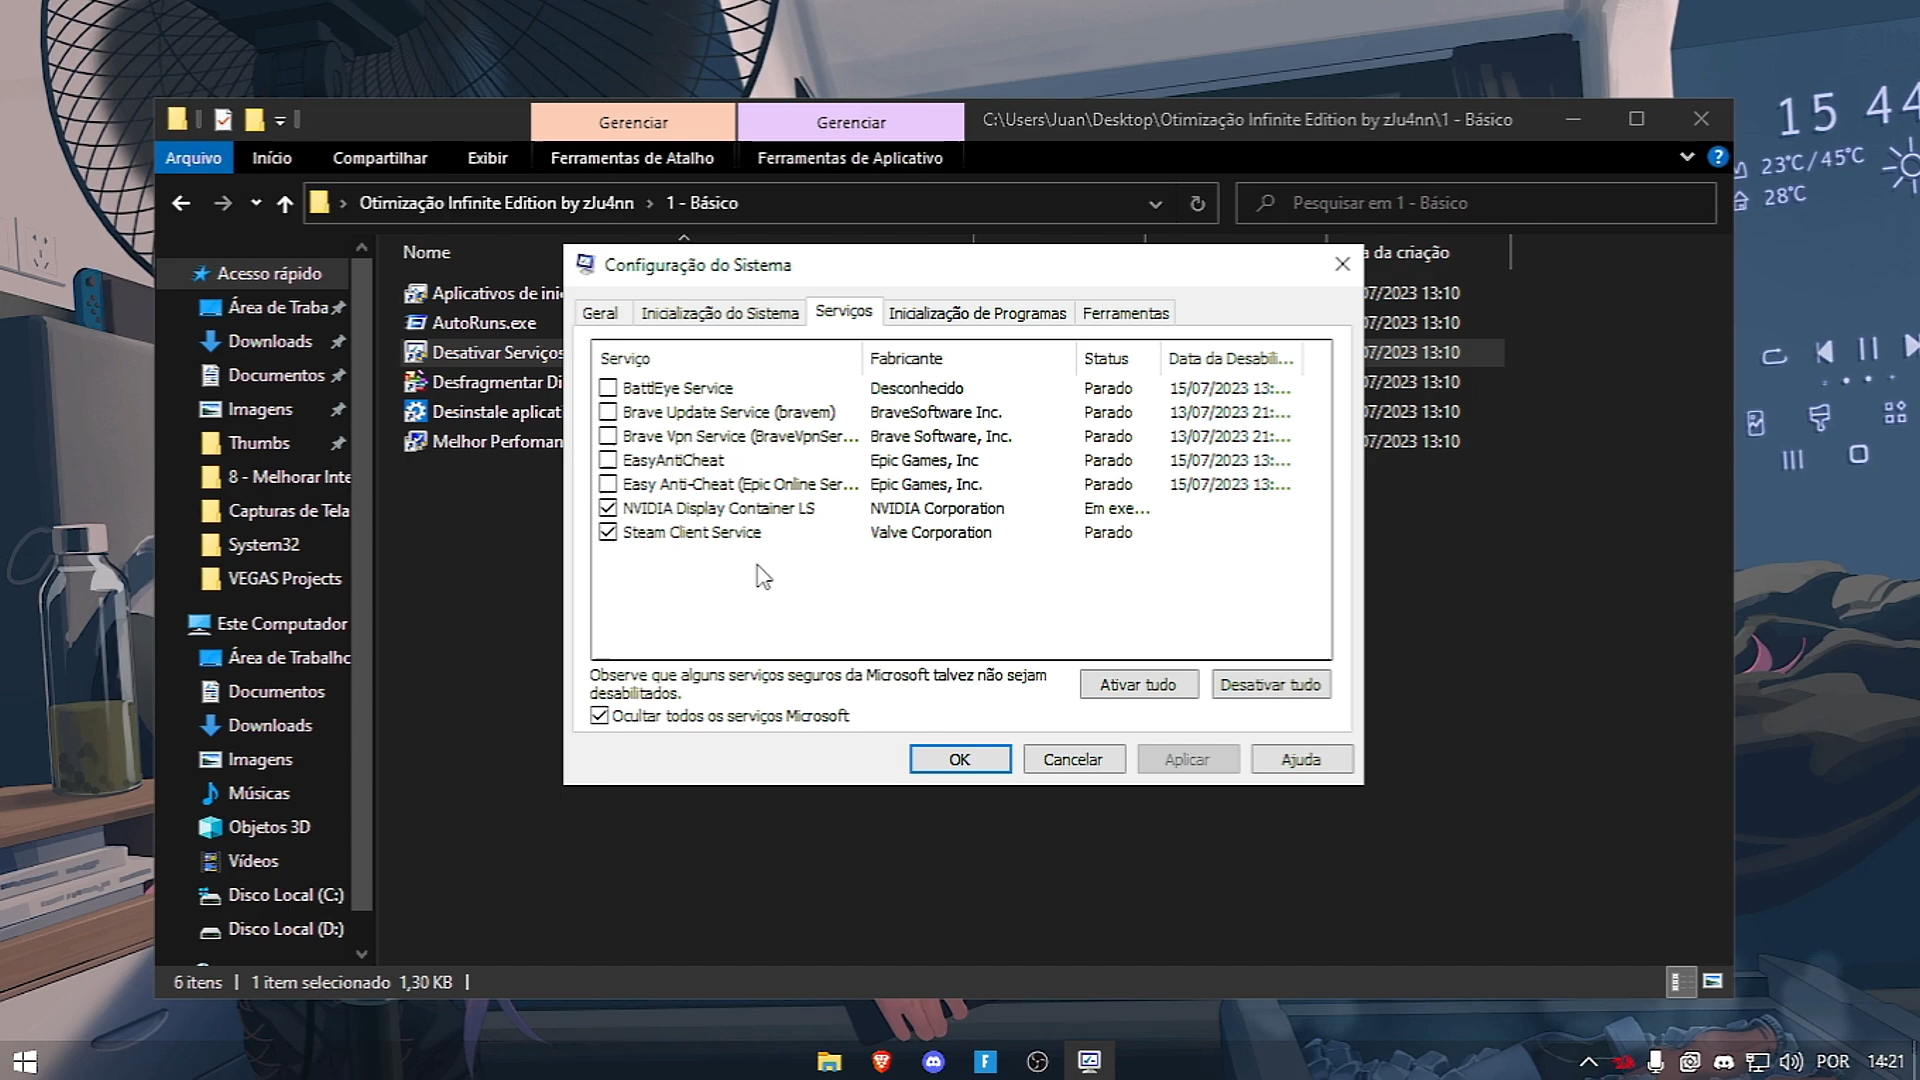 15 44
23°C/45°C
28°C
Gerenciar
Gerenciar
C:\Users\Juan\Desktop\Otimização Infinite Edition by zJu4nn\1 - Básico
Arquivo
Início
Compartilhar
Exibir
Ferramentas de Atalho
Ferramentas de Aplicativo
Otimização Infinite Edition by zJu4nn
1 - Básico
Pesquisar em 1 - Básico
Acesso rápido
Área de Traba
Downloads
Documentos
Imagens
Thumbs
8 - Melhorar Inte
Capturas de Tela
System32
VEGAS Projects
Este Computador
Área de Trabalhc
Documentos
Downloads
Imagens
Músicas
Objetos 3D
Vídeos
Disco Local (C:)
Disco Local (D:)
Nome
a da criação
Aplicativos de ini
07/2023 13:10
AutoRuns.exe
07/2023 13:10
Desativar Serviços
07/2023 13:10
Desfragmentar Di
07/2023 13:10
Desinstale aplicat
07/2023 13:10
Melhor Perfoman
07/2023 13:10
Configuração do Sistema
Geral
Inicialização do Sistema
Serviços
Inicialização de Programas
Ferramentas
Serviço
Fabricante
Status
Data da Desabili...
BattlEye Service
Desconhecido
Parado
15/07/2023 13:...
Brave Update Service (bravem)
BraveSoftware Inc.
Parado
13/07/2023 21:...
Brave Vpn Service (BraveVpnSer...
Brave Software, Inc.
Parado
13/07/2023 21:...
EasyAntiCheat
Epic Games, Inc
Parado
15/07/2023 13:...
Easy Anti-Cheat (Epic Online Ser...
Epic Games, Inc.
Parado
15/07/2023 13:...
NVIDIA Display Container LS
NVIDIA Corporation
Em exe...
Steam Client Service
Valve Corporation
Parado
Observe que alguns serviços seguros da Microsoft talvez não sejam
desabilitados.
Ativar tudo
Desativar tudo
Ocultar todos os serviços Microsoft
OK
Cancelar
Aplicar
Ajuda
6 itens
1 item selecionado 1,30 KB
POR
14:21